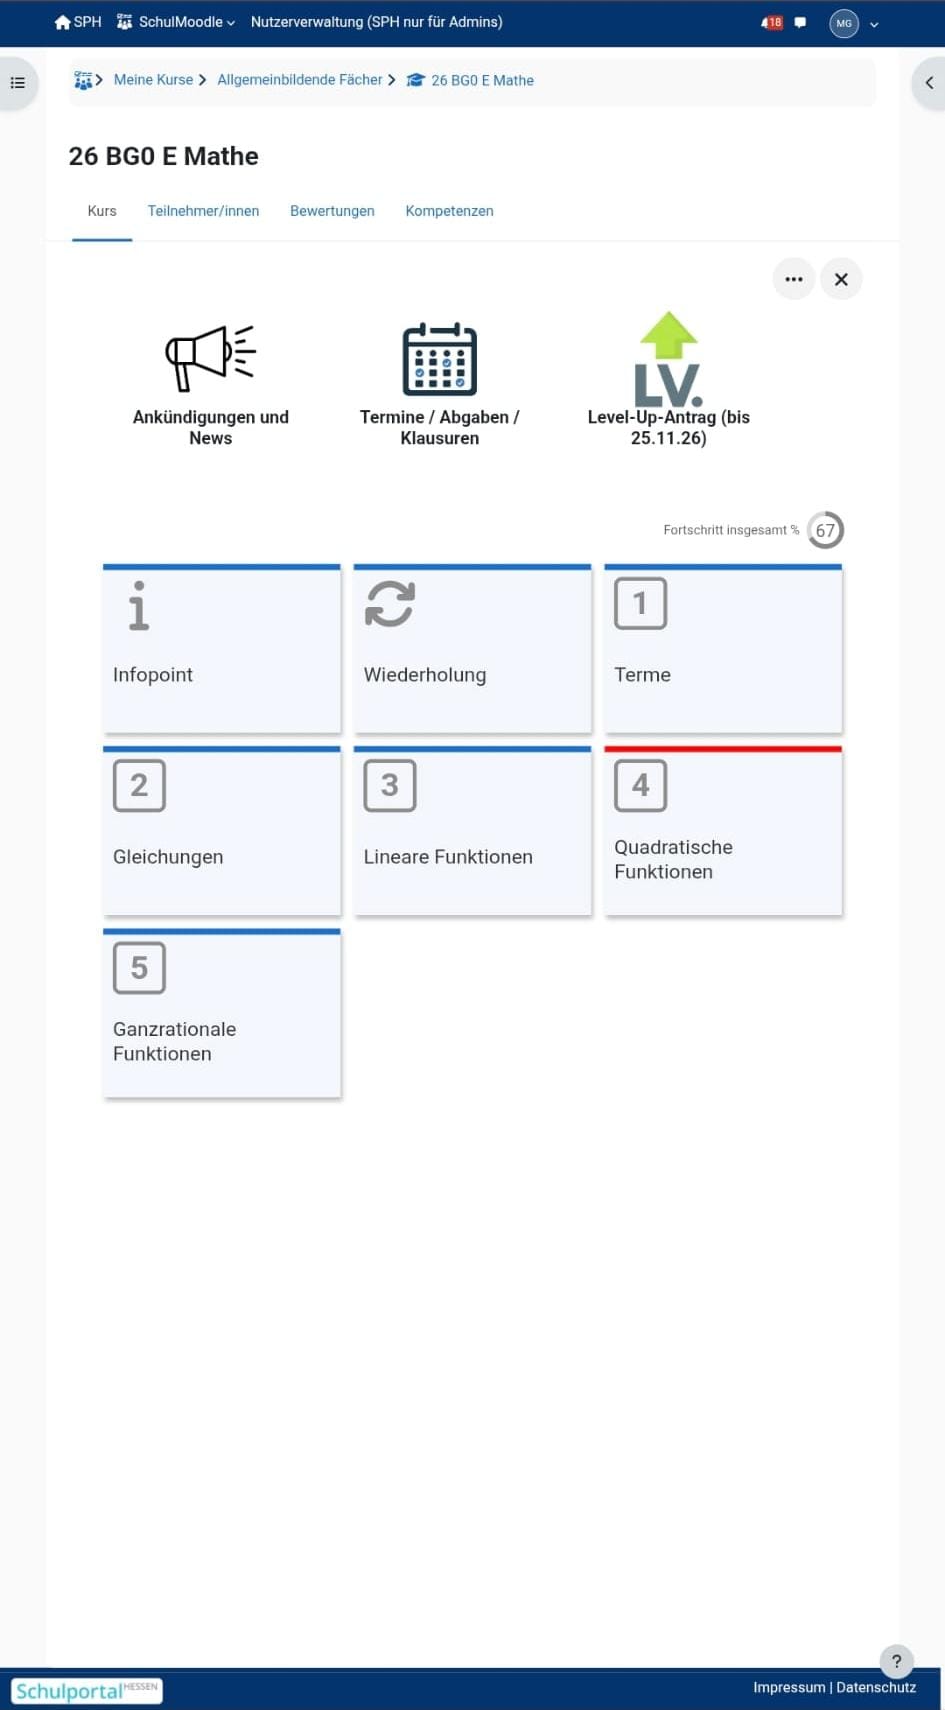 SPH SchulMoodle Nutzerverwaltung (SPH nur für Admins) 18 MG
Meine Kurse Allgemeinbildende Fächer 26 BG0 E Mathe
26 BG0 E Mathe
Kurs Teilnehmer/innen Bewertungen Kompetenzen
LV.
Ankündigungen und
News
Termine / Abgaben /
Klausuren
Level-Up-Antrag (bis
25.11.26)
Fortschritt insgesamt % 67
i
Infopoint
Wiederholung
1
Terme
2
Gleichungen
3
Lineare Funktionen
4
Quadratische
Funktionen
5
Ganzrationale
Funktionen
?
Schulportal HESSEN
Impressum | Datenschutz